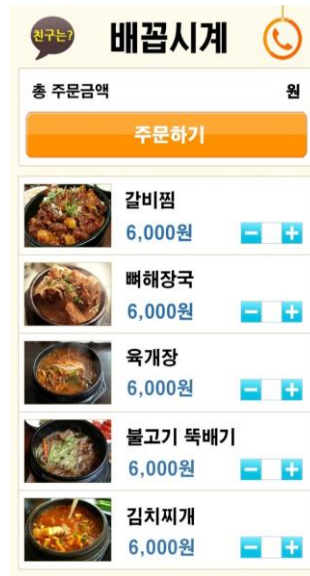 친구는?
배꼽시계
총 주문금액 원
주문하기
갈비찜
6,000원
뼈해장국
6,000원
육개장
6,000원
불고기 뚝배기
6,000원
김치찌개
6,000원